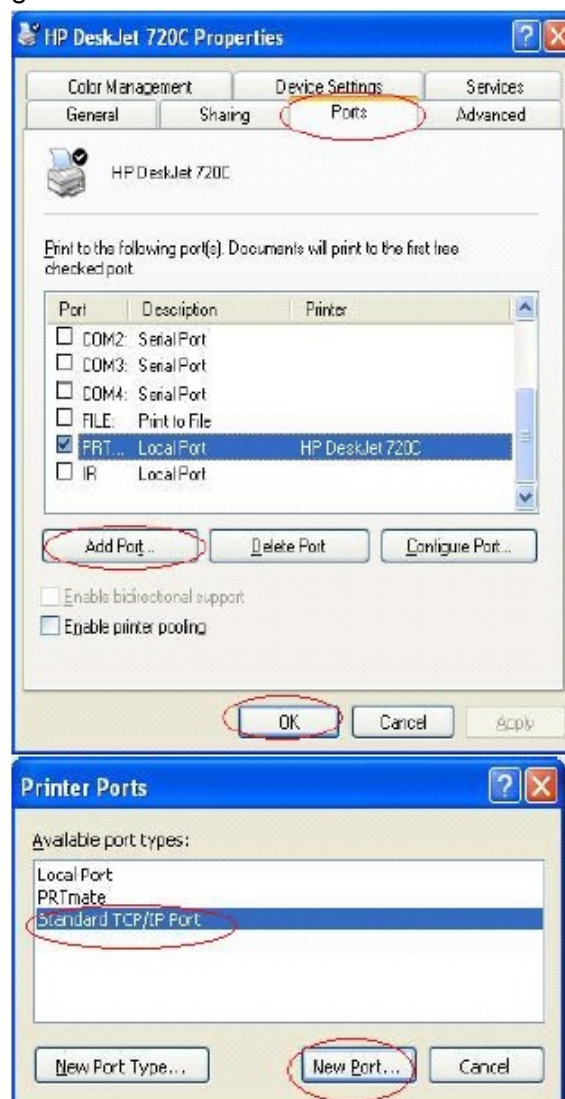 HP DeskJet 720C Properties
Color Management Device Settings Services
General Sharing Ports Advanced
HP DeskJet 720C
Print to the following port(s). Documents will print to the first free
checked port.
Port Description Printer
COM2: Serial Port
COM3: Serial Port
COM4: Serial Port
FILE: Print to File
PRT... Local Port HP DeskJet 720C
IR Local Port
Add Port... Delete Port Configure Port...
Enable bidirectional support
Enable printer pooling
OK Cancel Apply
Printer Ports
Available port types:
Local Port
PRTmate
Standard TCP/IP Port
New Port Type... New Port... Cancel